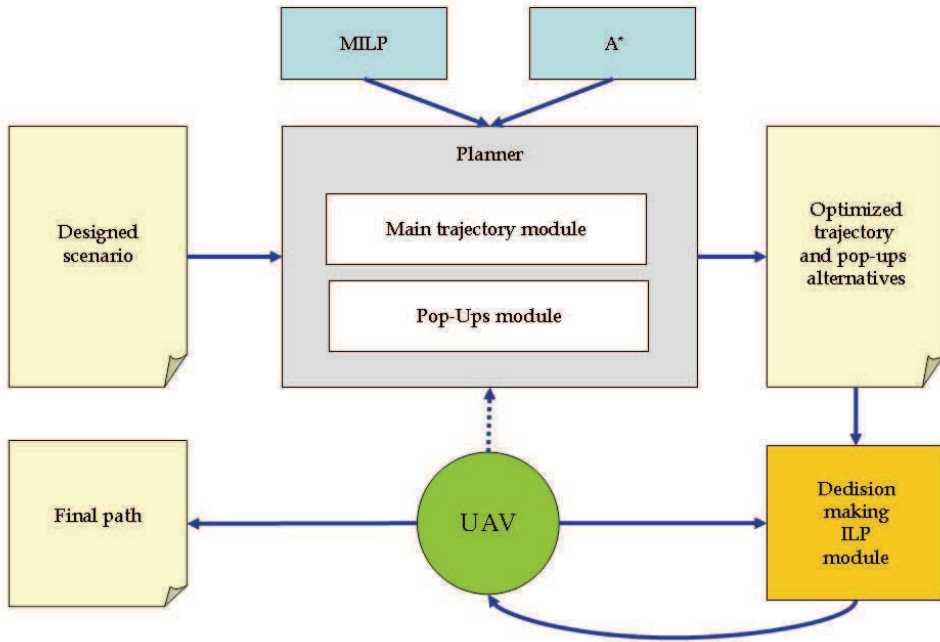 MILP
A*
Planner
Designed
scenario
Main trajectory module
Pop-Ups module
Optimized
trajectory
and pop-ups
alternatives
Final path
UAV
Dedision
making
ILP
module